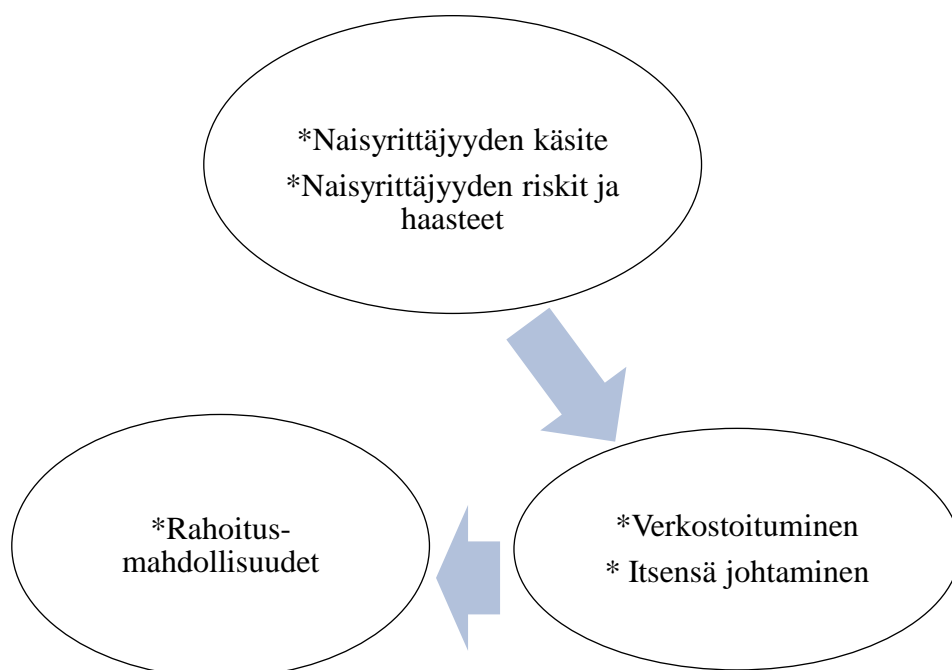 *Naisyrittäjyyden käsite
*Naisyrittäjyyden riskit ja
haasteet
*Verkostoituminen
* Itsensä johtaminen
*Rahoitus-
mahdollisuudet